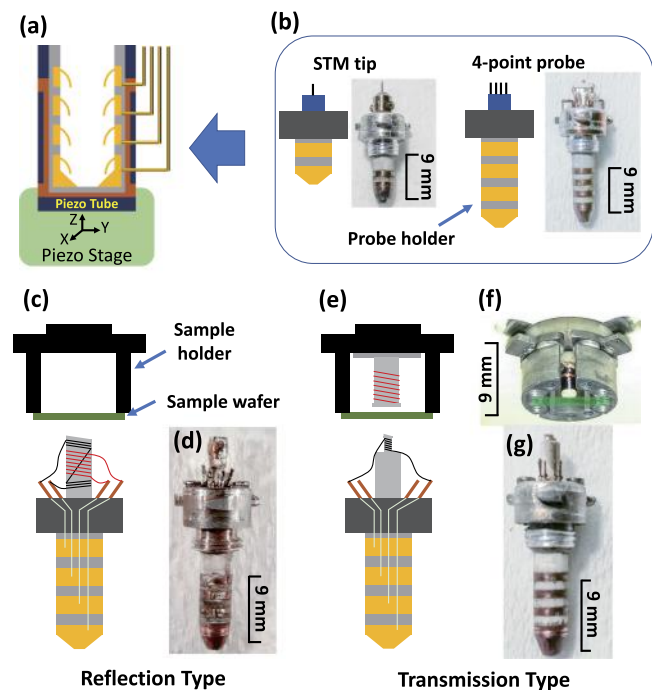 (a)
Piezo Tube
Z
Y
X
Piezo Stage
(b)
STM tip
4-point probe
9 mm
9 mm
Probe holder
(c)
Sample
holder
Sample wafer
(d)
9 mm
Reflection Type
(e)
(f)
9 mm
(g)
9 mm
Transmission Type